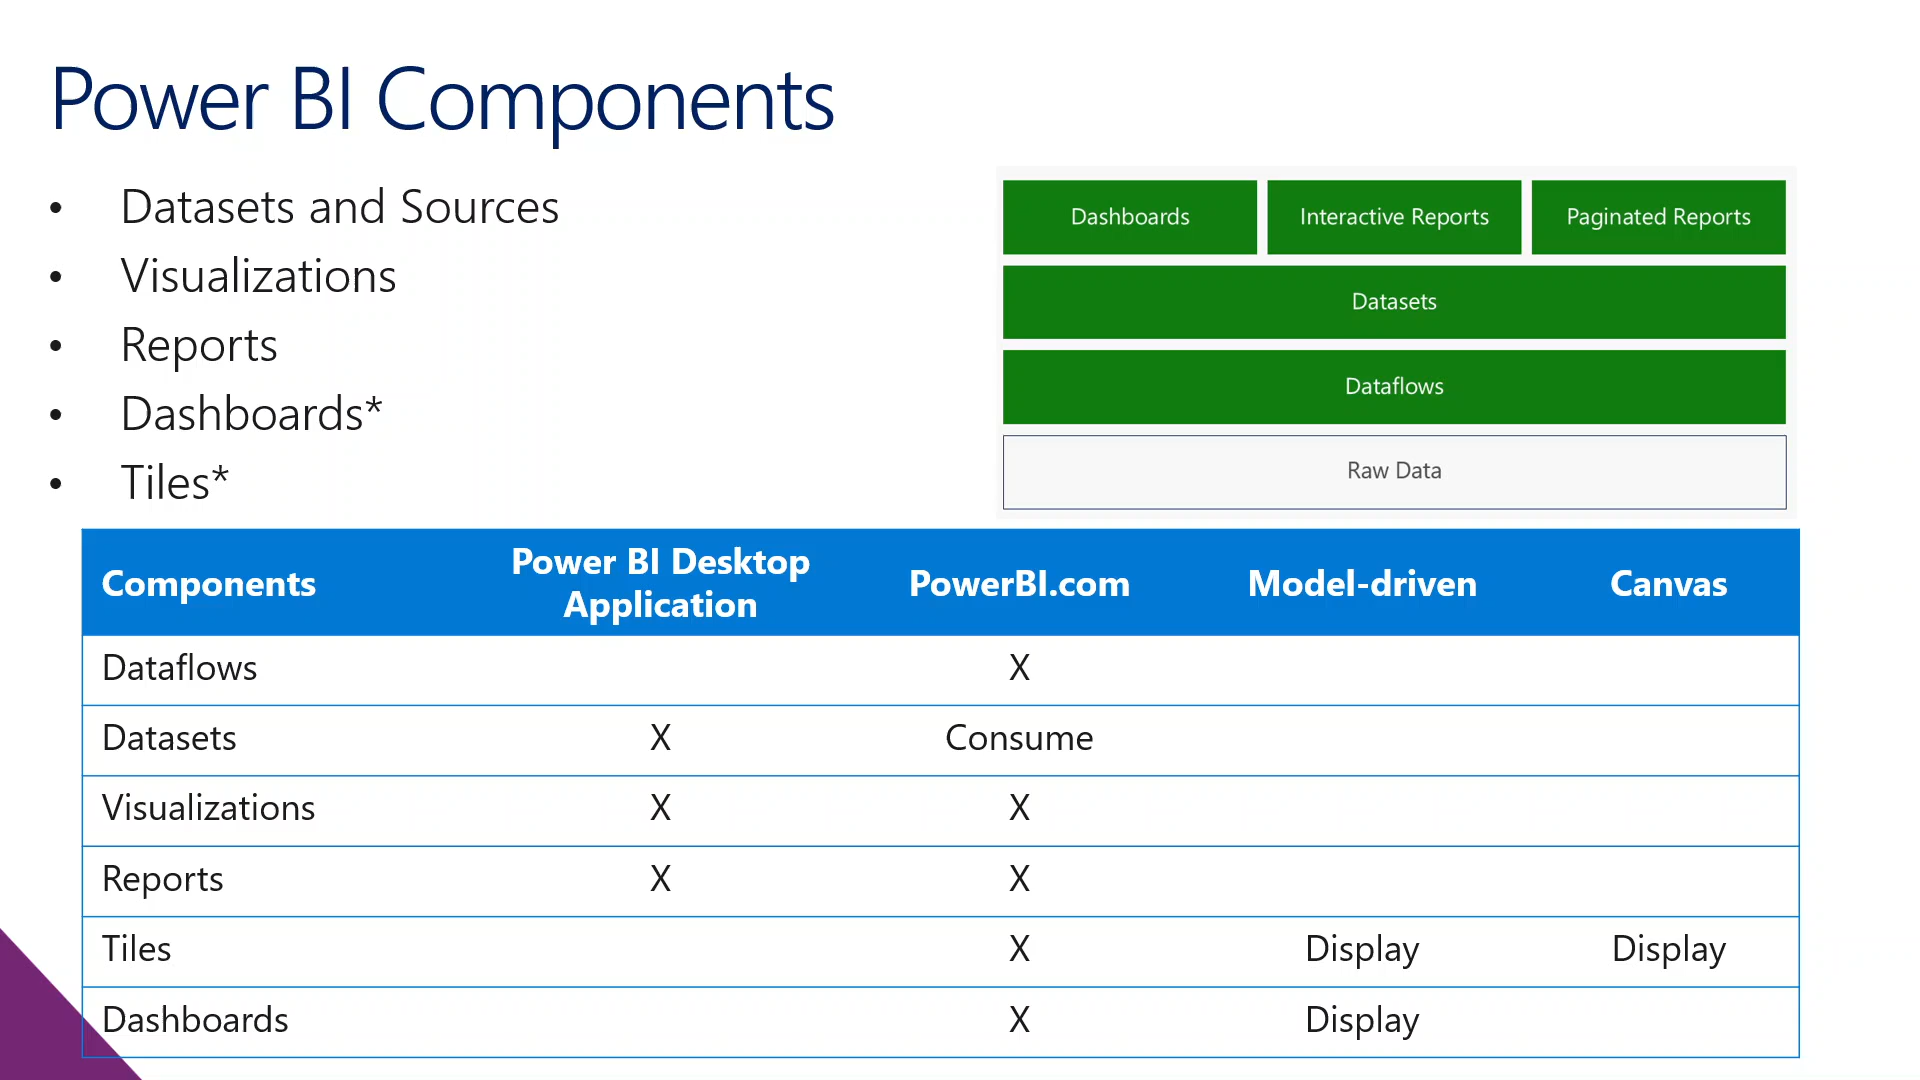 Power BI Components
• Datasets and Sources
• Visualizations
• Reports
• Dashboards*
• Tiles*
Dashboards Interactive Reports Paginated Reports
Datasets
Dataflows
Raw Data
Components Power BI Desktop Application PowerBI.com Model-driven Canvas
Dataflows X
Datasets X Consume
Visualizations X X
Reports X X
Tiles X Display Display
Dashboards X Display